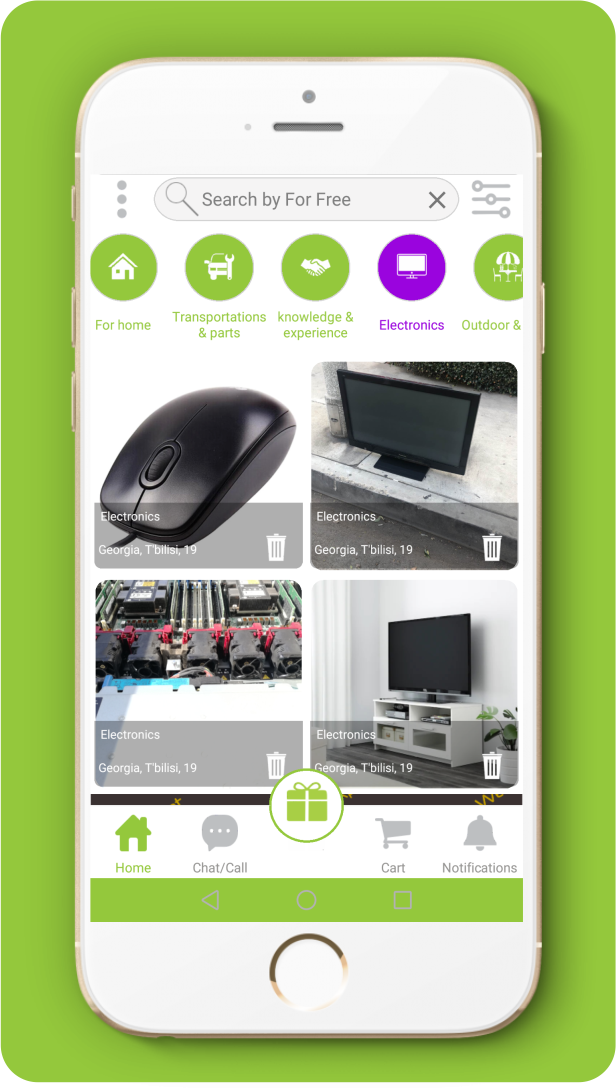 Search by For Free
For home
Transportations
& parts
knowledge &
experience
Electronics
Outdoor &
Electronics
Georgia, T'bilisi, 19
Electronics
Georgia, T'bilisi, 19
Electronics
Georgia, T'bilisi, 19
Electronics
Georgia, T'bilisi, 19
Home
Chat/Call
Cart
Notifications